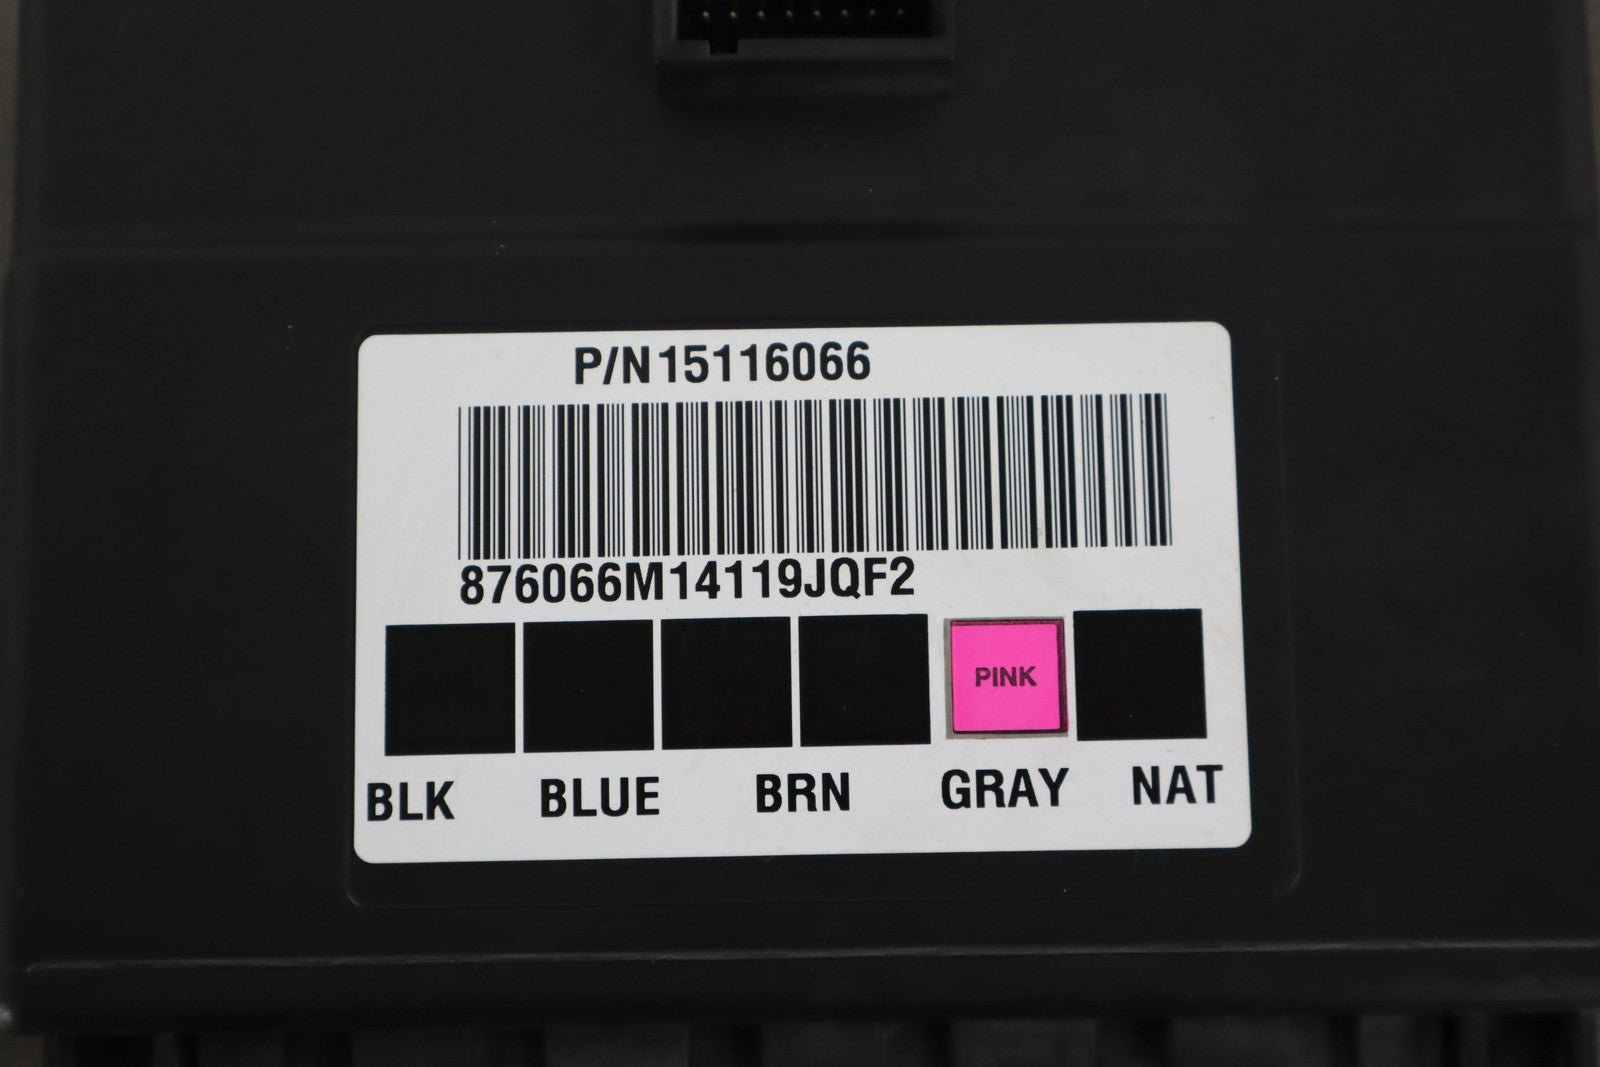 P/N15116066
876066M14119JQF2
PINK
BLK BLUE BRN GRAY NAT